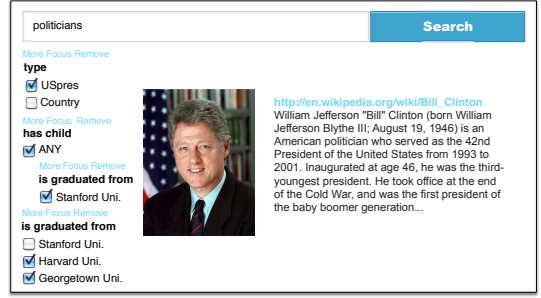 politicians
Search
More Focus Remove
type
USpres
Country
More Focus Remove
has child
ANY
More Focus Remove
is graduated from
Stanford Uni.
More Focus Remove
is graduated from
Stanford Uni.
Harvard Uni.
Georgetown Uni.
http://en.wikipedia.org/wiki/Bill_Clinton
William Jefferson "Bill" Clinton (born William
Jefferson Blythe III; August 19, 1946) is an
American politician who served as the 42nd
President of the United States from 1993 to
2001. Inaugurated at age 46, he was the third-
youngest president. He took office at the end
of the Cold War, and was the first president of
the baby boomer generation...